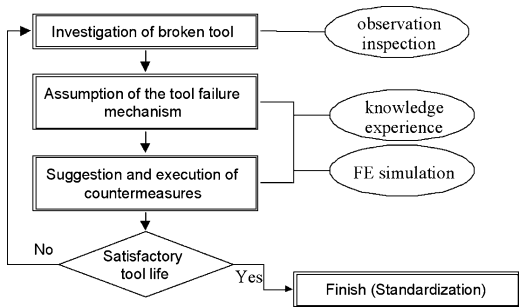 Investigation of broken tool
observation
inspection
Assumption of the tool failure
mechanism
knowledge
experience
Suggestion and execution of
countermeasures
FE simulation
Satisfactory
tool life
No
Yes
Finish (Standardization)